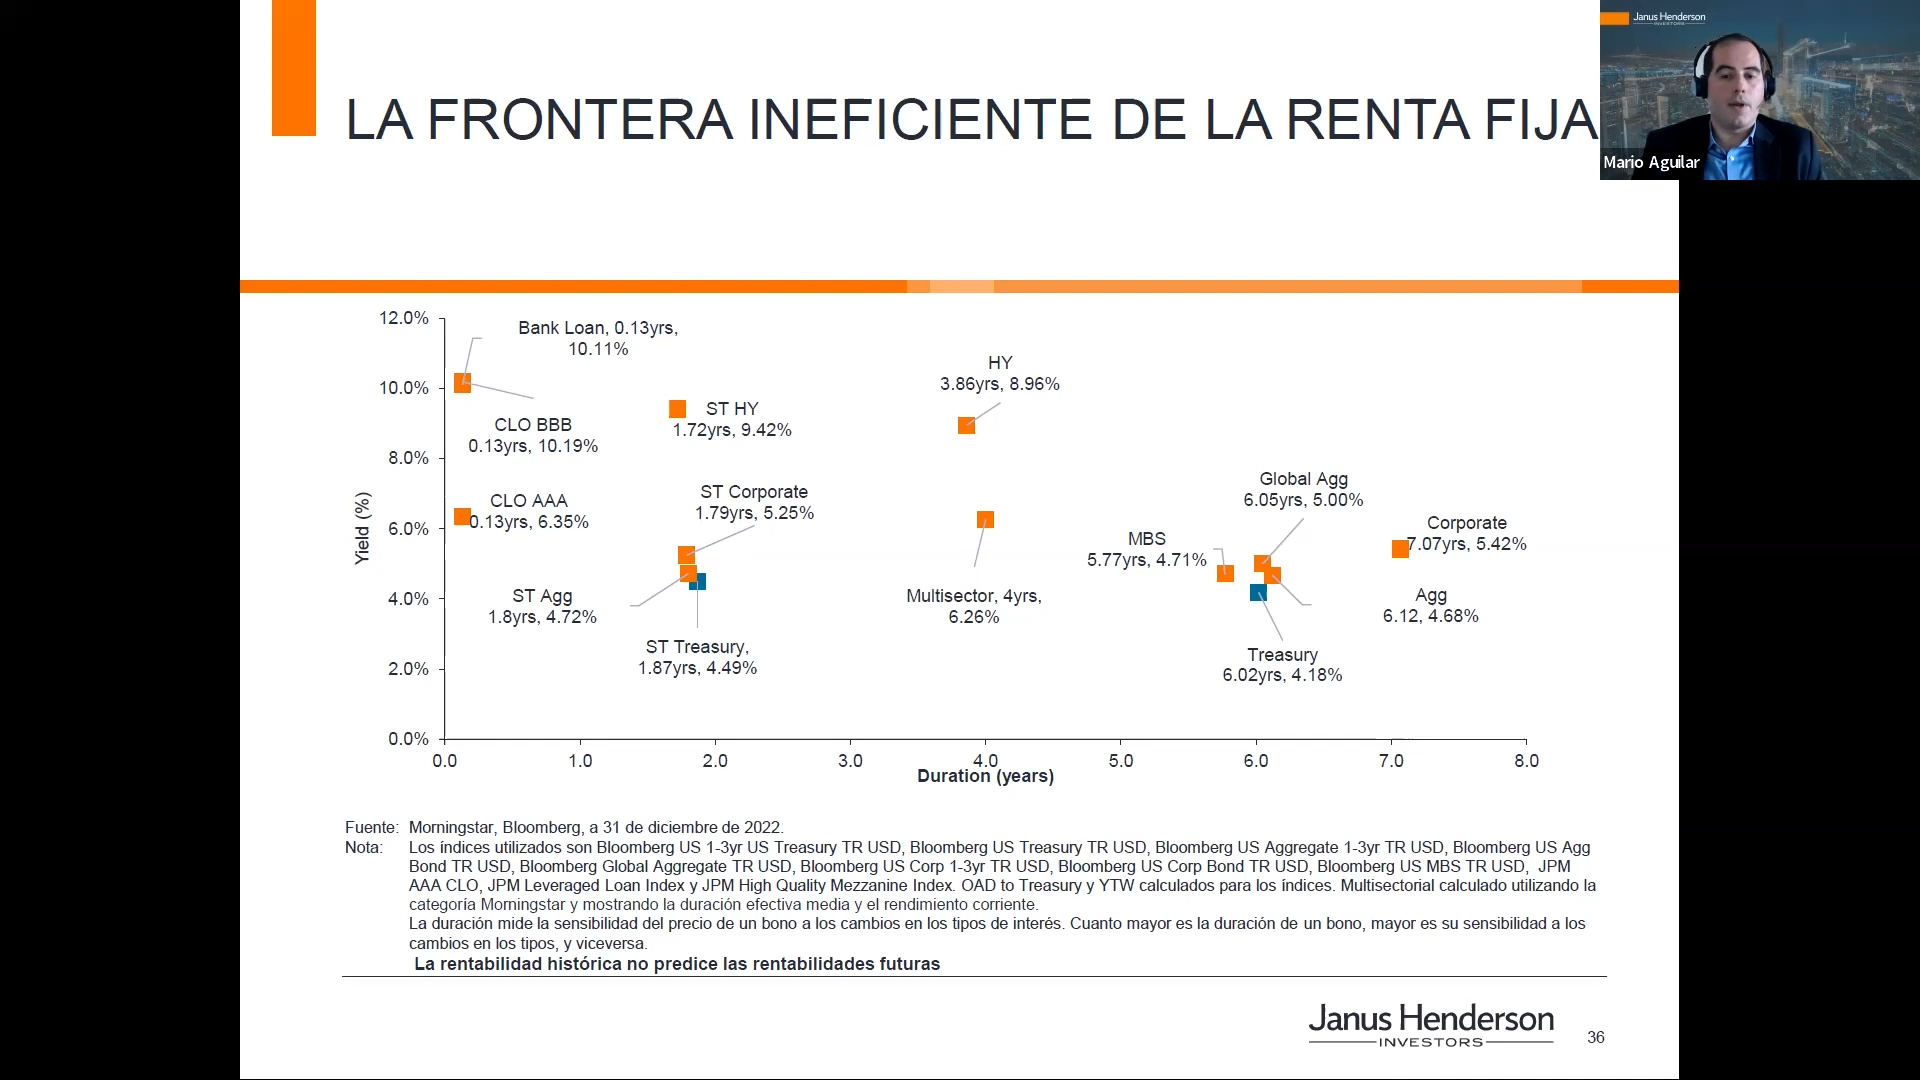 LA FRONTERA INEFICIENTE DE LA RENTA FIJA
Janus Henderson
INVESTORS
Mario Aguilar
12.0%
10.0%
8.0%
6.0%
4.0%
2.0%
0.0%
Yield (%)
Bank Loan, 0.13yrs,
10.11%
CLO BBB
0.13yrs, 10.19%
CLO AAA
0.13yrs, 6.35%
ST HY
1.72yrs, 9.42%
ST Corporate
1.79yrs, 5.25%
ST Agg
1.8yrs, 4.72%
ST Treasury,
1.87yrs, 4.49%
HY
3.86yrs, 8.96%
Multisector, 4yrs,
6.26%
MBS
5.77yrs, 4.71%
Global Agg
6.05yrs, 5.00%
Corporate
7.07yrs, 5.42%
Agg
6.12, 4.68%
Treasury
6.02yrs, 4.18%
0.0 1.0 2.0 3.0 4.0 5.0 6.0 7.0 8.0
Duration (years)
Fuente: Morningstar, Bloomberg, a 31 de diciembre de 2022.
Nota: Los índices utilizados son Bloomberg US 1-3yr US Treasury TR USD, Bloomberg US Treasury TR USD, Bloomberg US Aggregate 1-3yr TR USD, Bloomberg US Agg
Bond TR USD, Bloomberg Global Aggregate TR USD, Bloomberg US Corp 1-3yr TR USD, Bloomberg US Corp Bond TR USD, Bloomberg US MBS TR USD, JPM
AAA CLO, JPM Leveraged Loan Index y JPM High Quality Mezzanine Index. OAD to Treasury y YTW calculados para los índices. Multisectorial calculado utilizando la
categoría Morningstar y mostrando la duración efectiva media y el rendimiento corriente.
La duración mide la sensibilidad del precio de un bono a los cambios en los tipos de interés. Cuanto mayor es la duración de un bono, mayor es su sensibilidad a los
cambios en los tipos, y viceversa.
La rentabilidad histórica no predice las rentabilidades futuras
Janus Henderson
INVESTORS
36